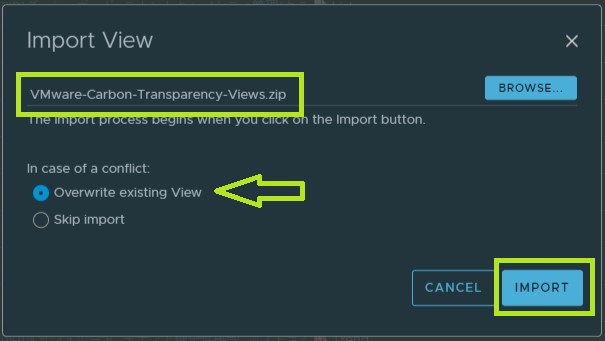 Import View
VMware-Carbon-Transparency-Views.zip
BROWSE...
The import process begins when you click on the Import button.
In case of a conflict:
Overwrite existing View
Skip import
CANCEL
IMPORT